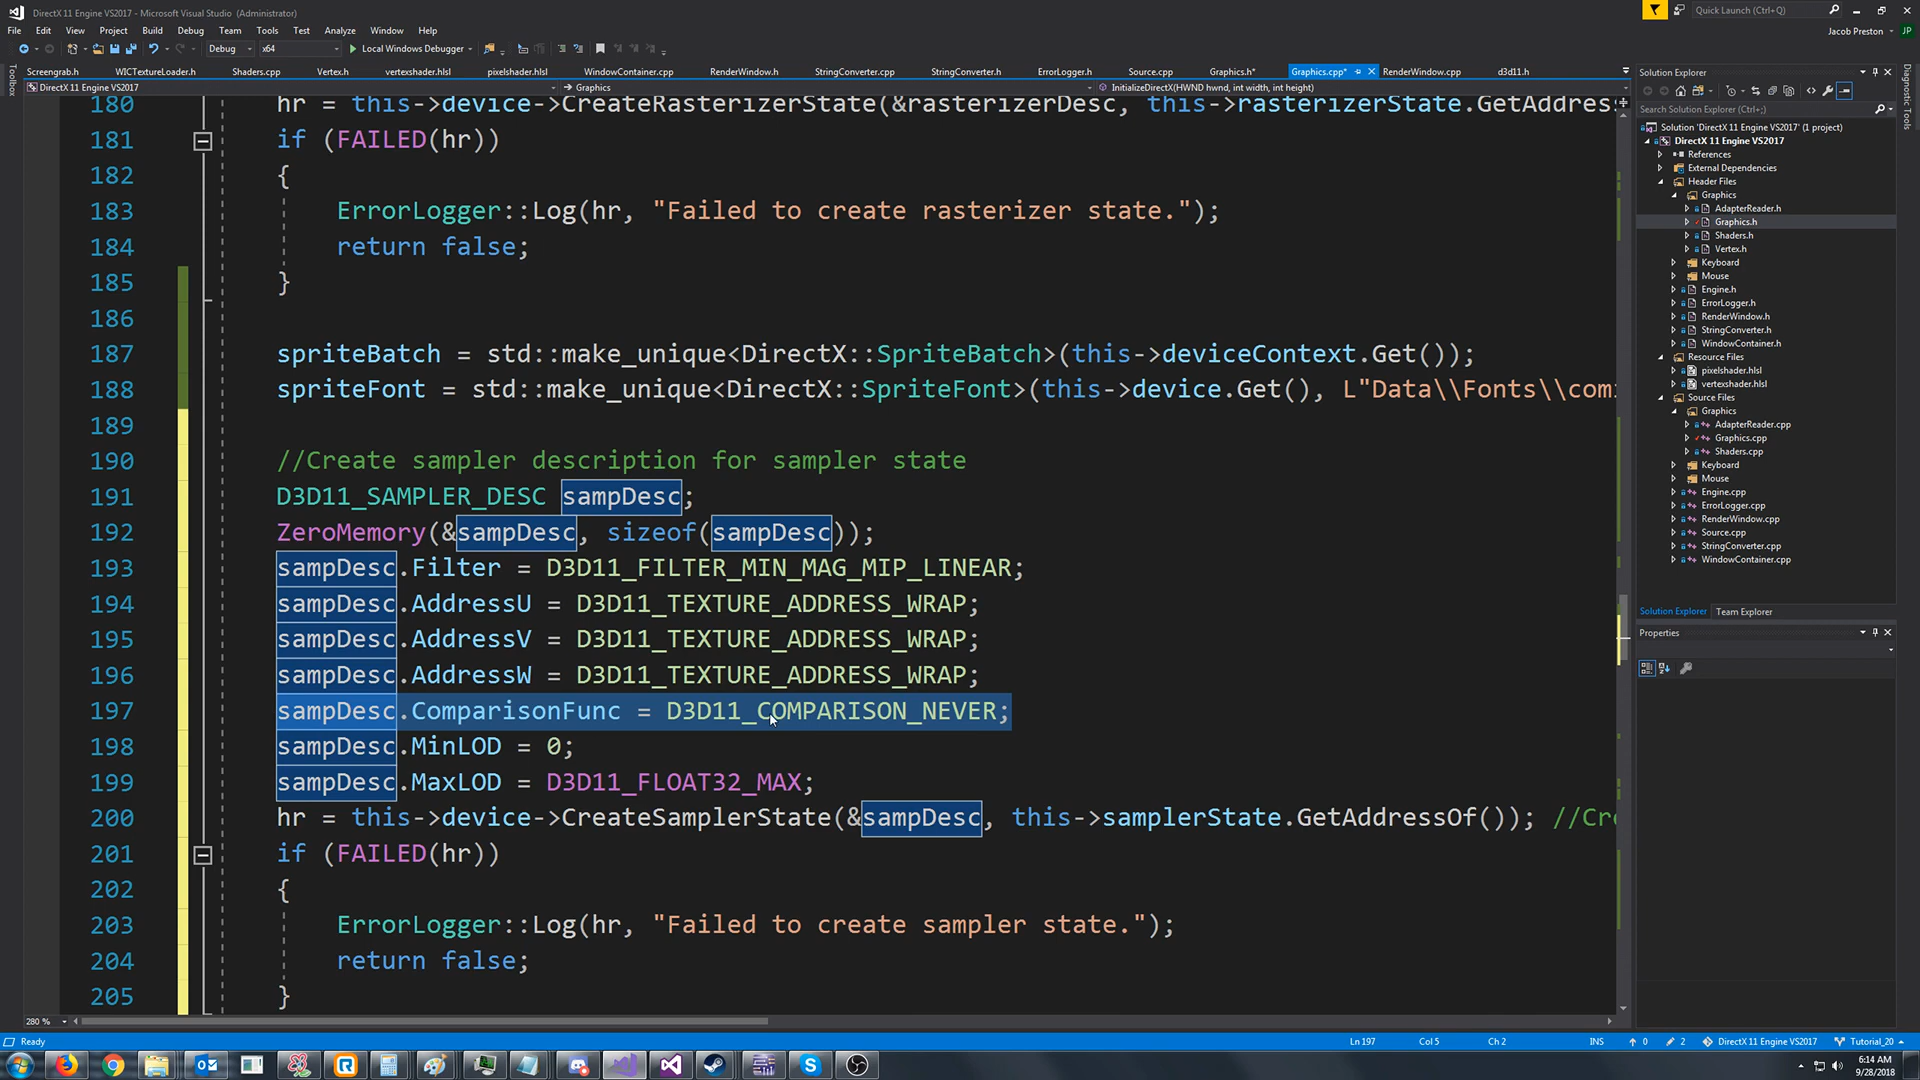 DirectX 11 Engine VS2017 - Microsoft Visual Studio (Administrator)
Quick Launch (Ctrl+Q)
File Edit View Project Build Debug Team Tools Test Analyze Window Help
Jacob Preston JP
Debug x64 Local Windows Debugger
Toolbox
Screengrab.h WICTextureLoader.h Shaders.cpp Vertex.h vertexshader.hlsl pixelshader.hlsl WindowContainer.cpp RenderWindow.h StringConverter.cpp StringConverter.h ErrorLogger.h Source.cpp Graphics.h* Graphics.cpp* RenderWindow.cpp d3d11.h
DirectX 11 Engine VS2017 Graphics InitializeDirectX(HWND hwnd, int width, int height)
180 hr = this->device->CreateRasterizerState(&rasterizerDesc, this->rasterizerState.GetAddres
181 if (FAILED(hr))
182 {
183 ErrorLogger::Log(hr, "Failed to create rasterizer state.");
184 return false;
185 }
186
187 spriteBatch = std::make_unique<DirectX::SpriteBatch>(this->deviceContext.Get());
188 spriteFont = std::make_unique<DirectX::SpriteFont>(this->device.Get(), L"Data\\Fonts\\com
189
190 //Create sampler description for sampler state
191 D3D11_SAMPLER_DESC sampDesc;
192 ZeroMemory(&sampDesc, sizeof(sampDesc));
193 sampDesc.Filter = D3D11_FILTER_MIN_MAG_MIP_LINEAR;
194 sampDesc.AddressU = D3D11_TEXTURE_ADDRESS_WRAP;
195 sampDesc.AddressV = D3D11_TEXTURE_ADDRESS_WRAP;
196 sampDesc.AddressW = D3D11_TEXTURE_ADDRESS_WRAP;
197 sampDesc.ComparisonFunc = D3D11_COMPARISON_NEVER;
198 sampDesc.MinLOD = 0;
199 sampDesc.MaxLOD = D3D11_FLOAT32_MAX;
200 hr = this->device->CreateSamplerState(&sampDesc, this->samplerState.GetAddressOf()); //Cr
201 if (FAILED(hr))
202 {
203 ErrorLogger::Log(hr, "Failed to create sampler state.");
204 return false;
205 }
280 %
Solution Explorer
Search Solution Explorer (Ctrl+;)
Solution 'DirectX 11 Engine VS2017' (1 project)
DirectX 11 Engine VS2017
References
External Dependencies
Header Files
Graphics
AdapterReader.h
Graphics.h
Shaders.h
Vertex.h
Keyboard
Mouse
Engine.h
ErrorLogger.h
RenderWindow.h
StringConverter.h
WindowContainer.h
Resource Files
pixelshader.hlsl
vertexshader.hlsl
Source Files
Graphics
AdapterReader.cpp
Graphics.cpp
Shaders.cpp
Keyboard
Mouse
Engine.cpp
ErrorLogger.cpp
RenderWindow.cpp
Source.cpp
StringConverter.cpp
WindowContainer.cpp
Solution Explorer Team Explorer
Properties
Diagnostic Tools
Ready Ln 197 Col 5 Ch 2 INS 0 2 DirectX 11 Engine VS2017 Tutorial_20
6:14 AM
9/28/2018